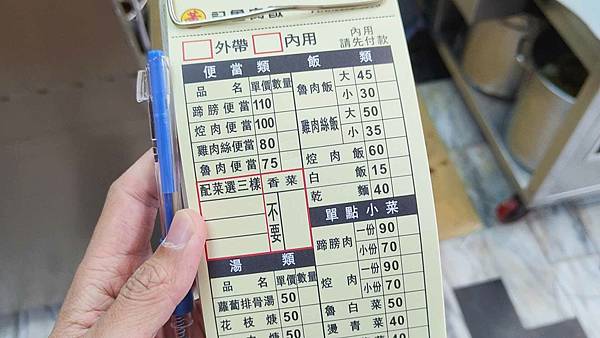 □外帶 □內用 內用
請先付款
便當類
品名 單價 數量
蹄膀便當 110
焢肉便當 100
雞肉絲便當 80
魯肉便當 75
配菜選三樣 香菜
不要
湯類
品名 單價 數量
蘿蔔排骨湯 50
花枝焿 50
飯類
魯肉飯 大 45
小 30
雞肉絲飯 大 50
小 35
焢肉飯 60
白飯 15
乾麵 40
單點小菜
蹄膀肉 一份 90
小份 70
焢肉 一份 90
小份 70
魯白菜 50
燙青菜 40